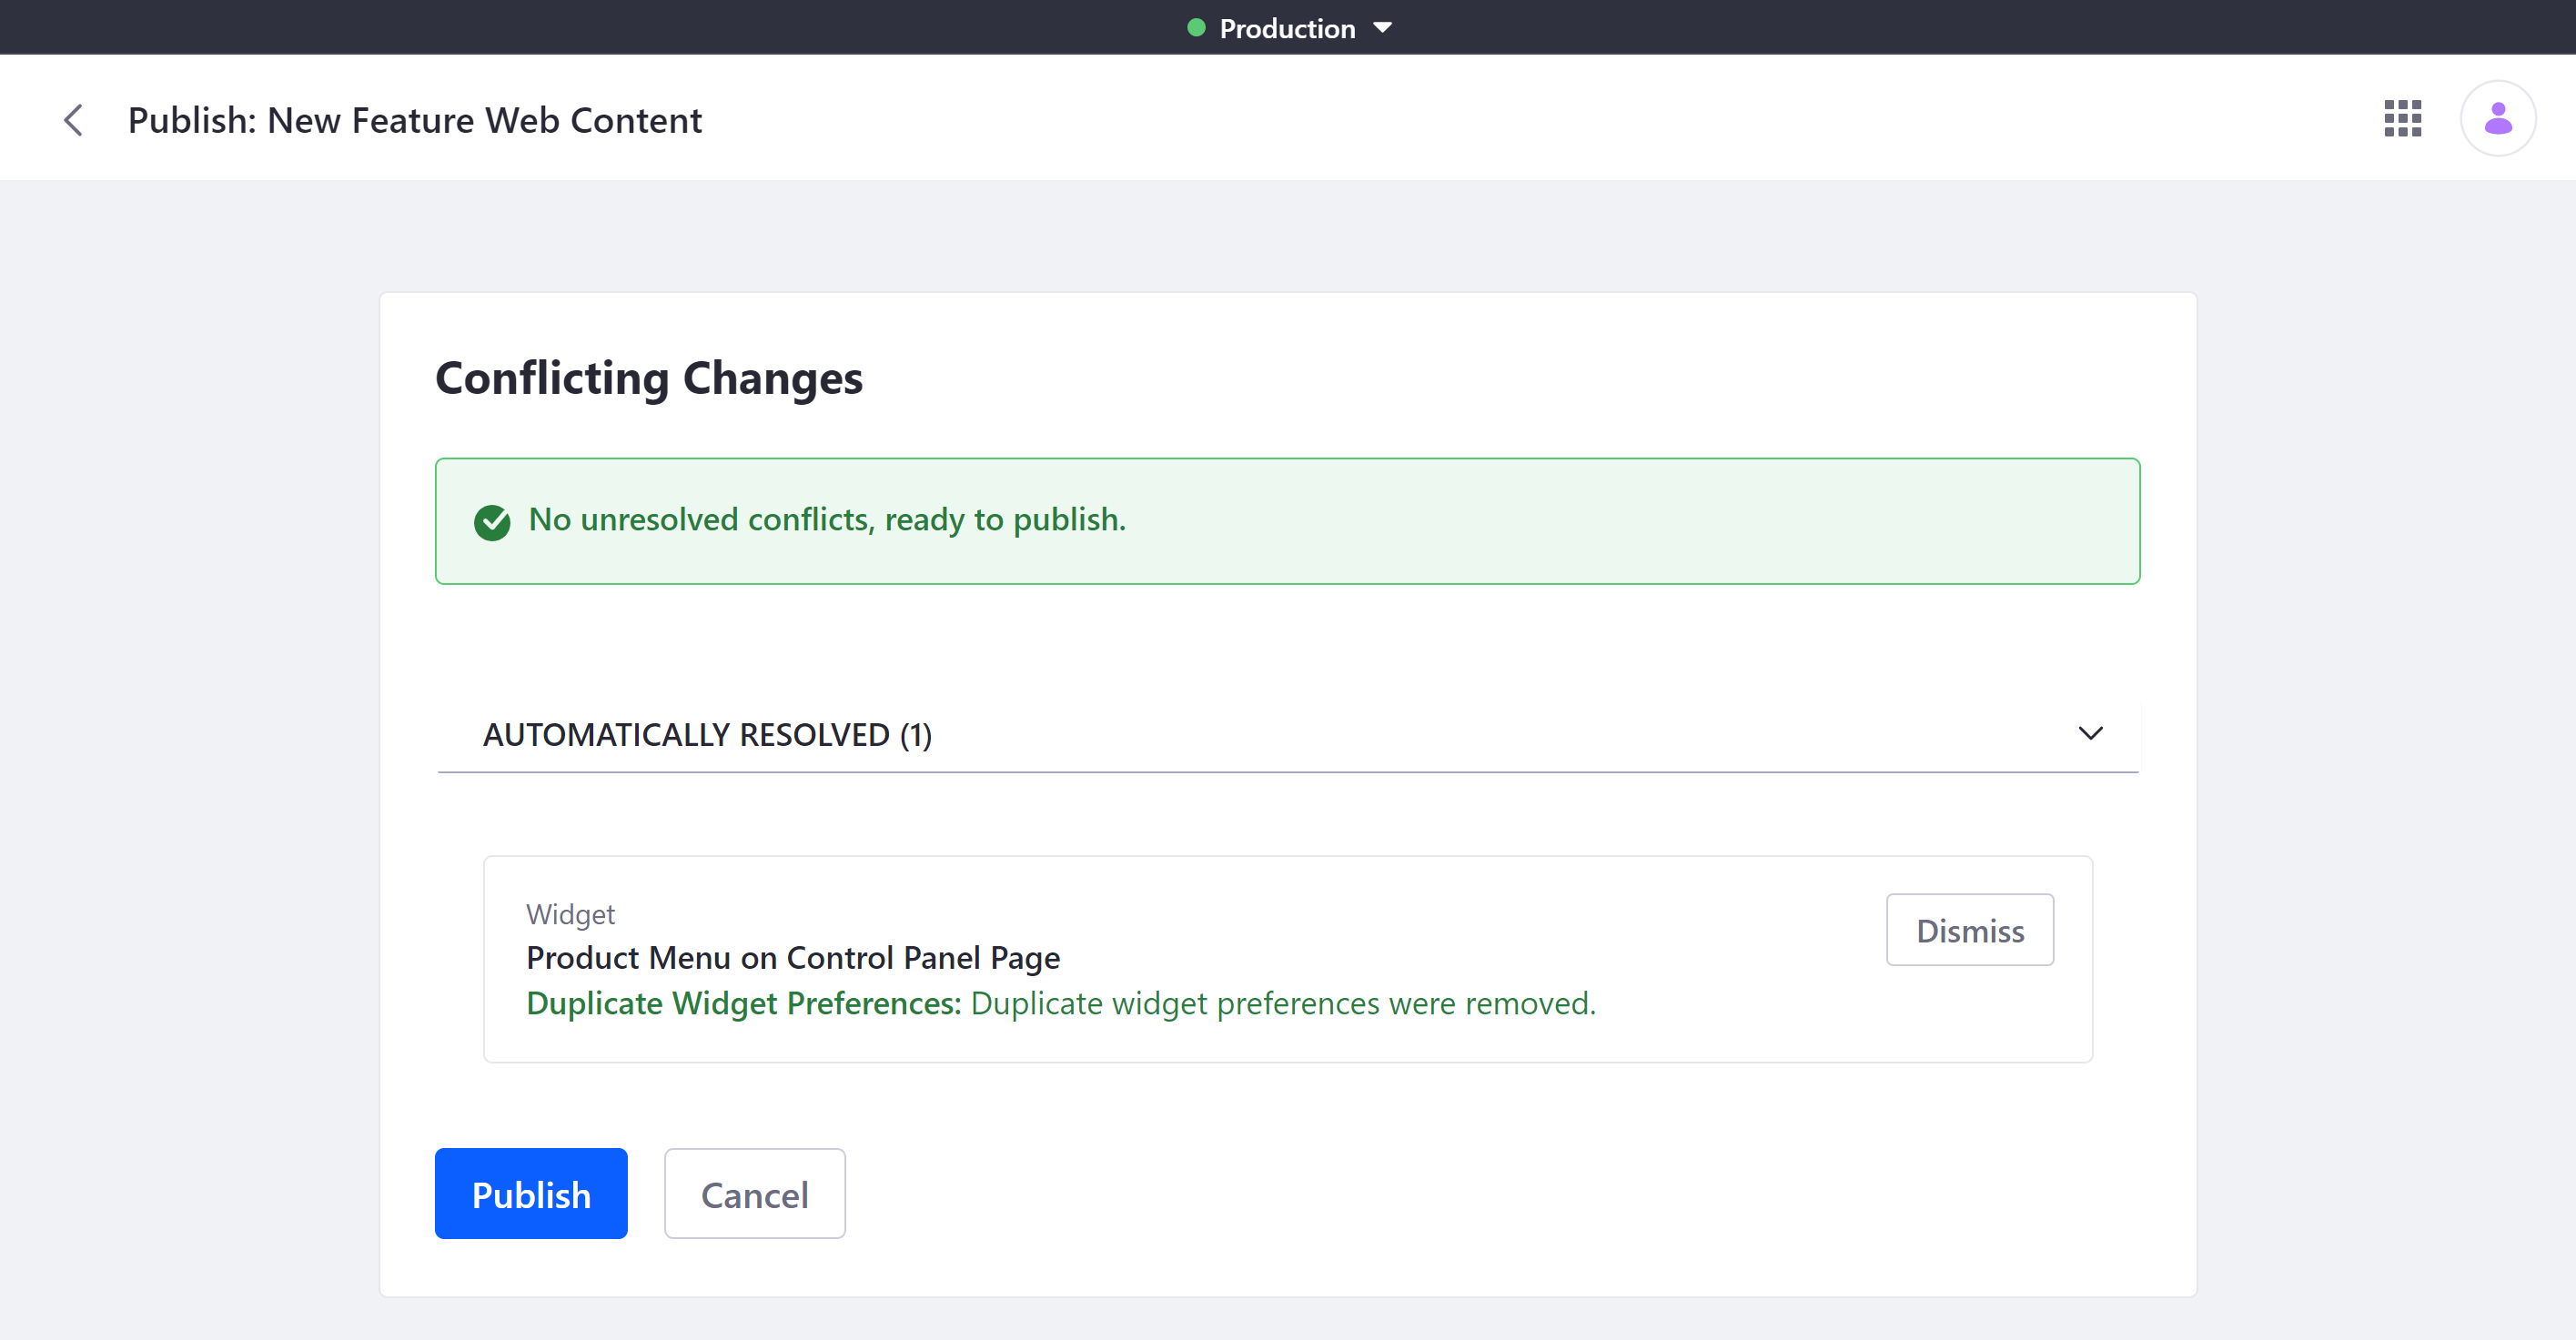 Production
Publish: New Feature Web Content
Conflicting Changes
No unresolved conflicts, ready to publish.
AUTOMATICALLY RESOLVED (1)
Widget
Dismiss
Product Menu on Control Panel Page
Duplicate Widget Preferences: Duplicate widget preferences were removed.
Publish
Cancel